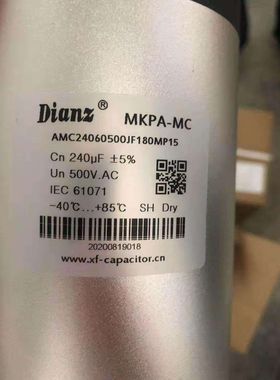 Dianz® MKPA-MC
AMC24060500JF180MP15
Cn 240μF ±5%
Un 500V.AC
IEC 61071
-40℃...+85℃ SH Dry
20200819018
www.xf-capacitor.cn